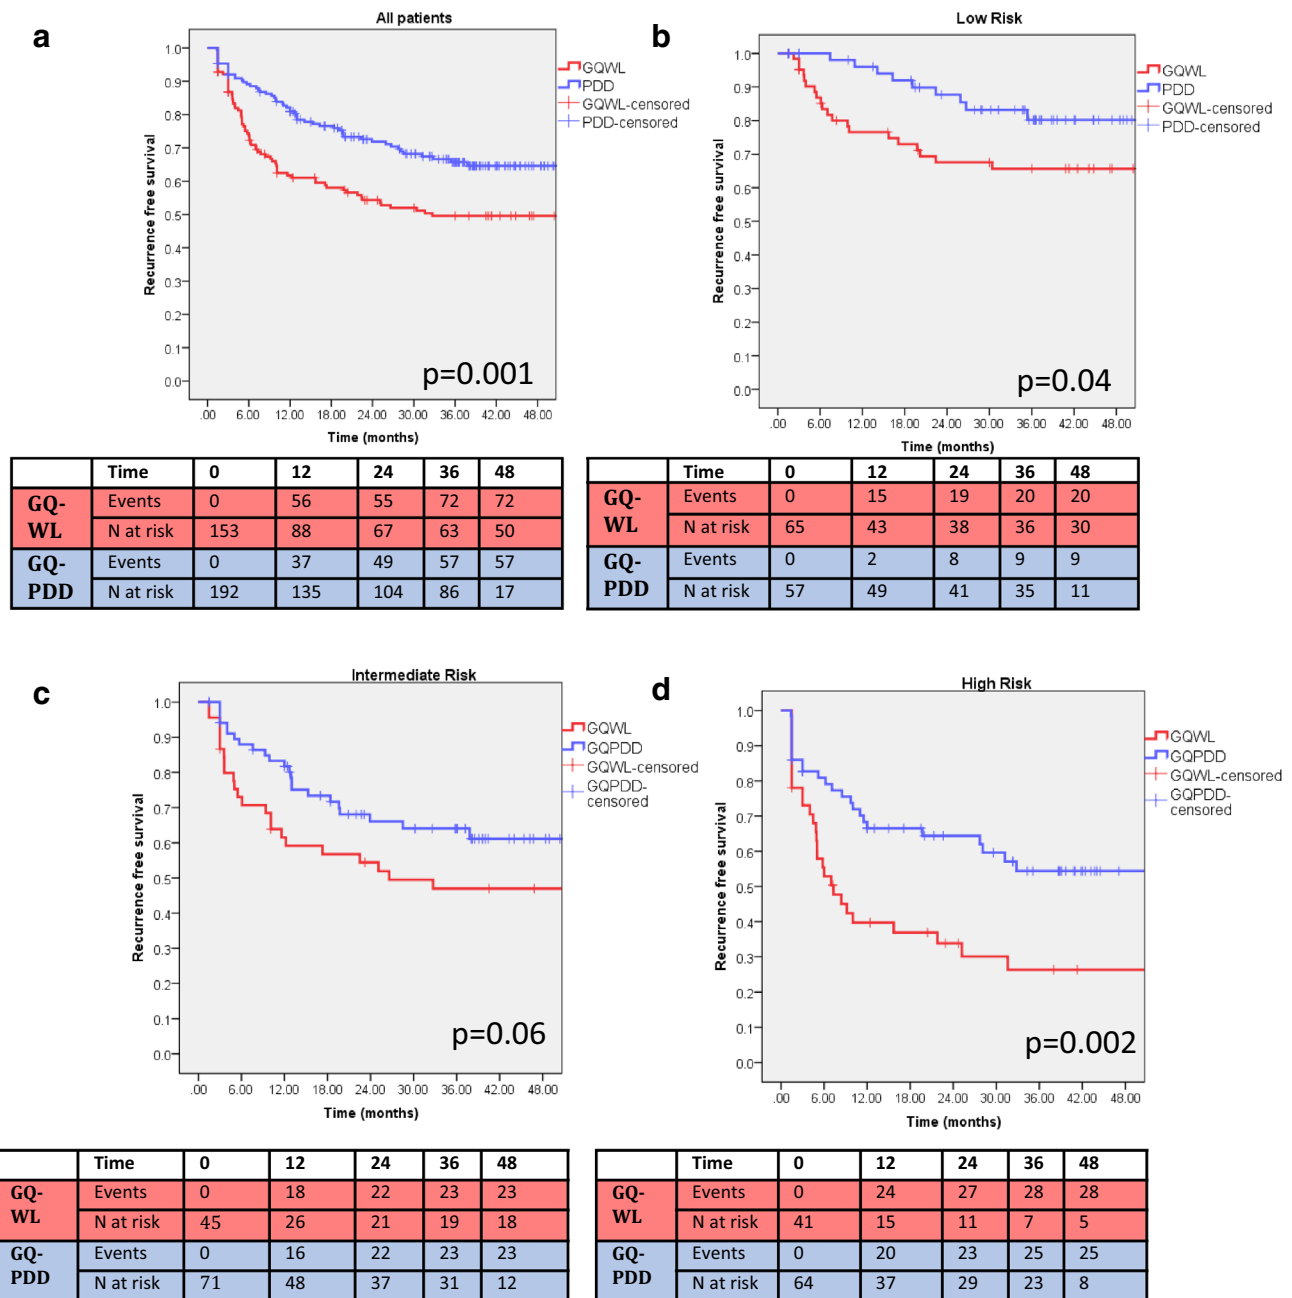 a
All patients
1.0
0.9
0.8
0.7
0.6
0.5
0.4
0.3
0.2
0.1
0.0
Recurrence free survival
.00 6.00 12.00 18.00 24.00 30.00 36.00 42.00 48.00
Time (months)
p=0.001
GQWL
PDD
GQWL-censored
PDD-censored
Time 0 12 24 36 48
GQ-WL Events 0 56 55 72 72
N at risk 153 88 67 63 50
GQ-PDD Events 0 37 49 57 57
N at risk 192 135 104 86 17
b
Low Risk
1.0
0.9
0.8
0.7
0.6
0.5
0.4
0.3
0.2
0.1
0.0
Recurrence free survival
.00 6.00 12.00 18.00 24.00 30.00 36.00 42.00 48.00
Time (months)
p=0.04
GQWL
PDD
GQWL-censored
PDD-censored
Time 0 12 24 36 48
GQ-WL Events 0 15 19 20 20
N at risk 65 43 38 36 30
GQ-PDD Events 0 2 8 9 9
N at risk 57 49 41 35 11
c
Intermediate Risk
1.0
0.9
0.8
0.7
0.6
0.5
0.4
0.3
0.2
0.1
0.0
Recurrence free survival
.00 6.00 12.00 18.00 24.00 30.00 36.00 42.00 48.00
Time (months)
p=0.06
GQWL
GQPDD
GQWL-censored
GQPDD-
censored
Time 0 12 24 36 48
GQ-WL Events 0 18 22 23 23
N at risk 45 26 21 19 18
GQ-PDD Events 0 16 22 23 23
N at risk 71 48 37 31 12
d
High Risk
1.0
0.9
0.8
0.7
0.6
0.5
0.4
0.3
0.2
0.1
0.0
Recurrence free survival
.00 6.00 12.00 18.00 24.00 30.00 36.00 42.00 48.00
Time (months)
p=0.002
GQWL
GQPDD
GQWL-censored
GQPDD-
censored
Time 0 12 24 36 48
GQ-WL Events 0 24 27 28 28
N at risk 41 15 11 7 5
GQ-PDD Events 0 20 23 25 25
N at risk 64 37 29 23 8